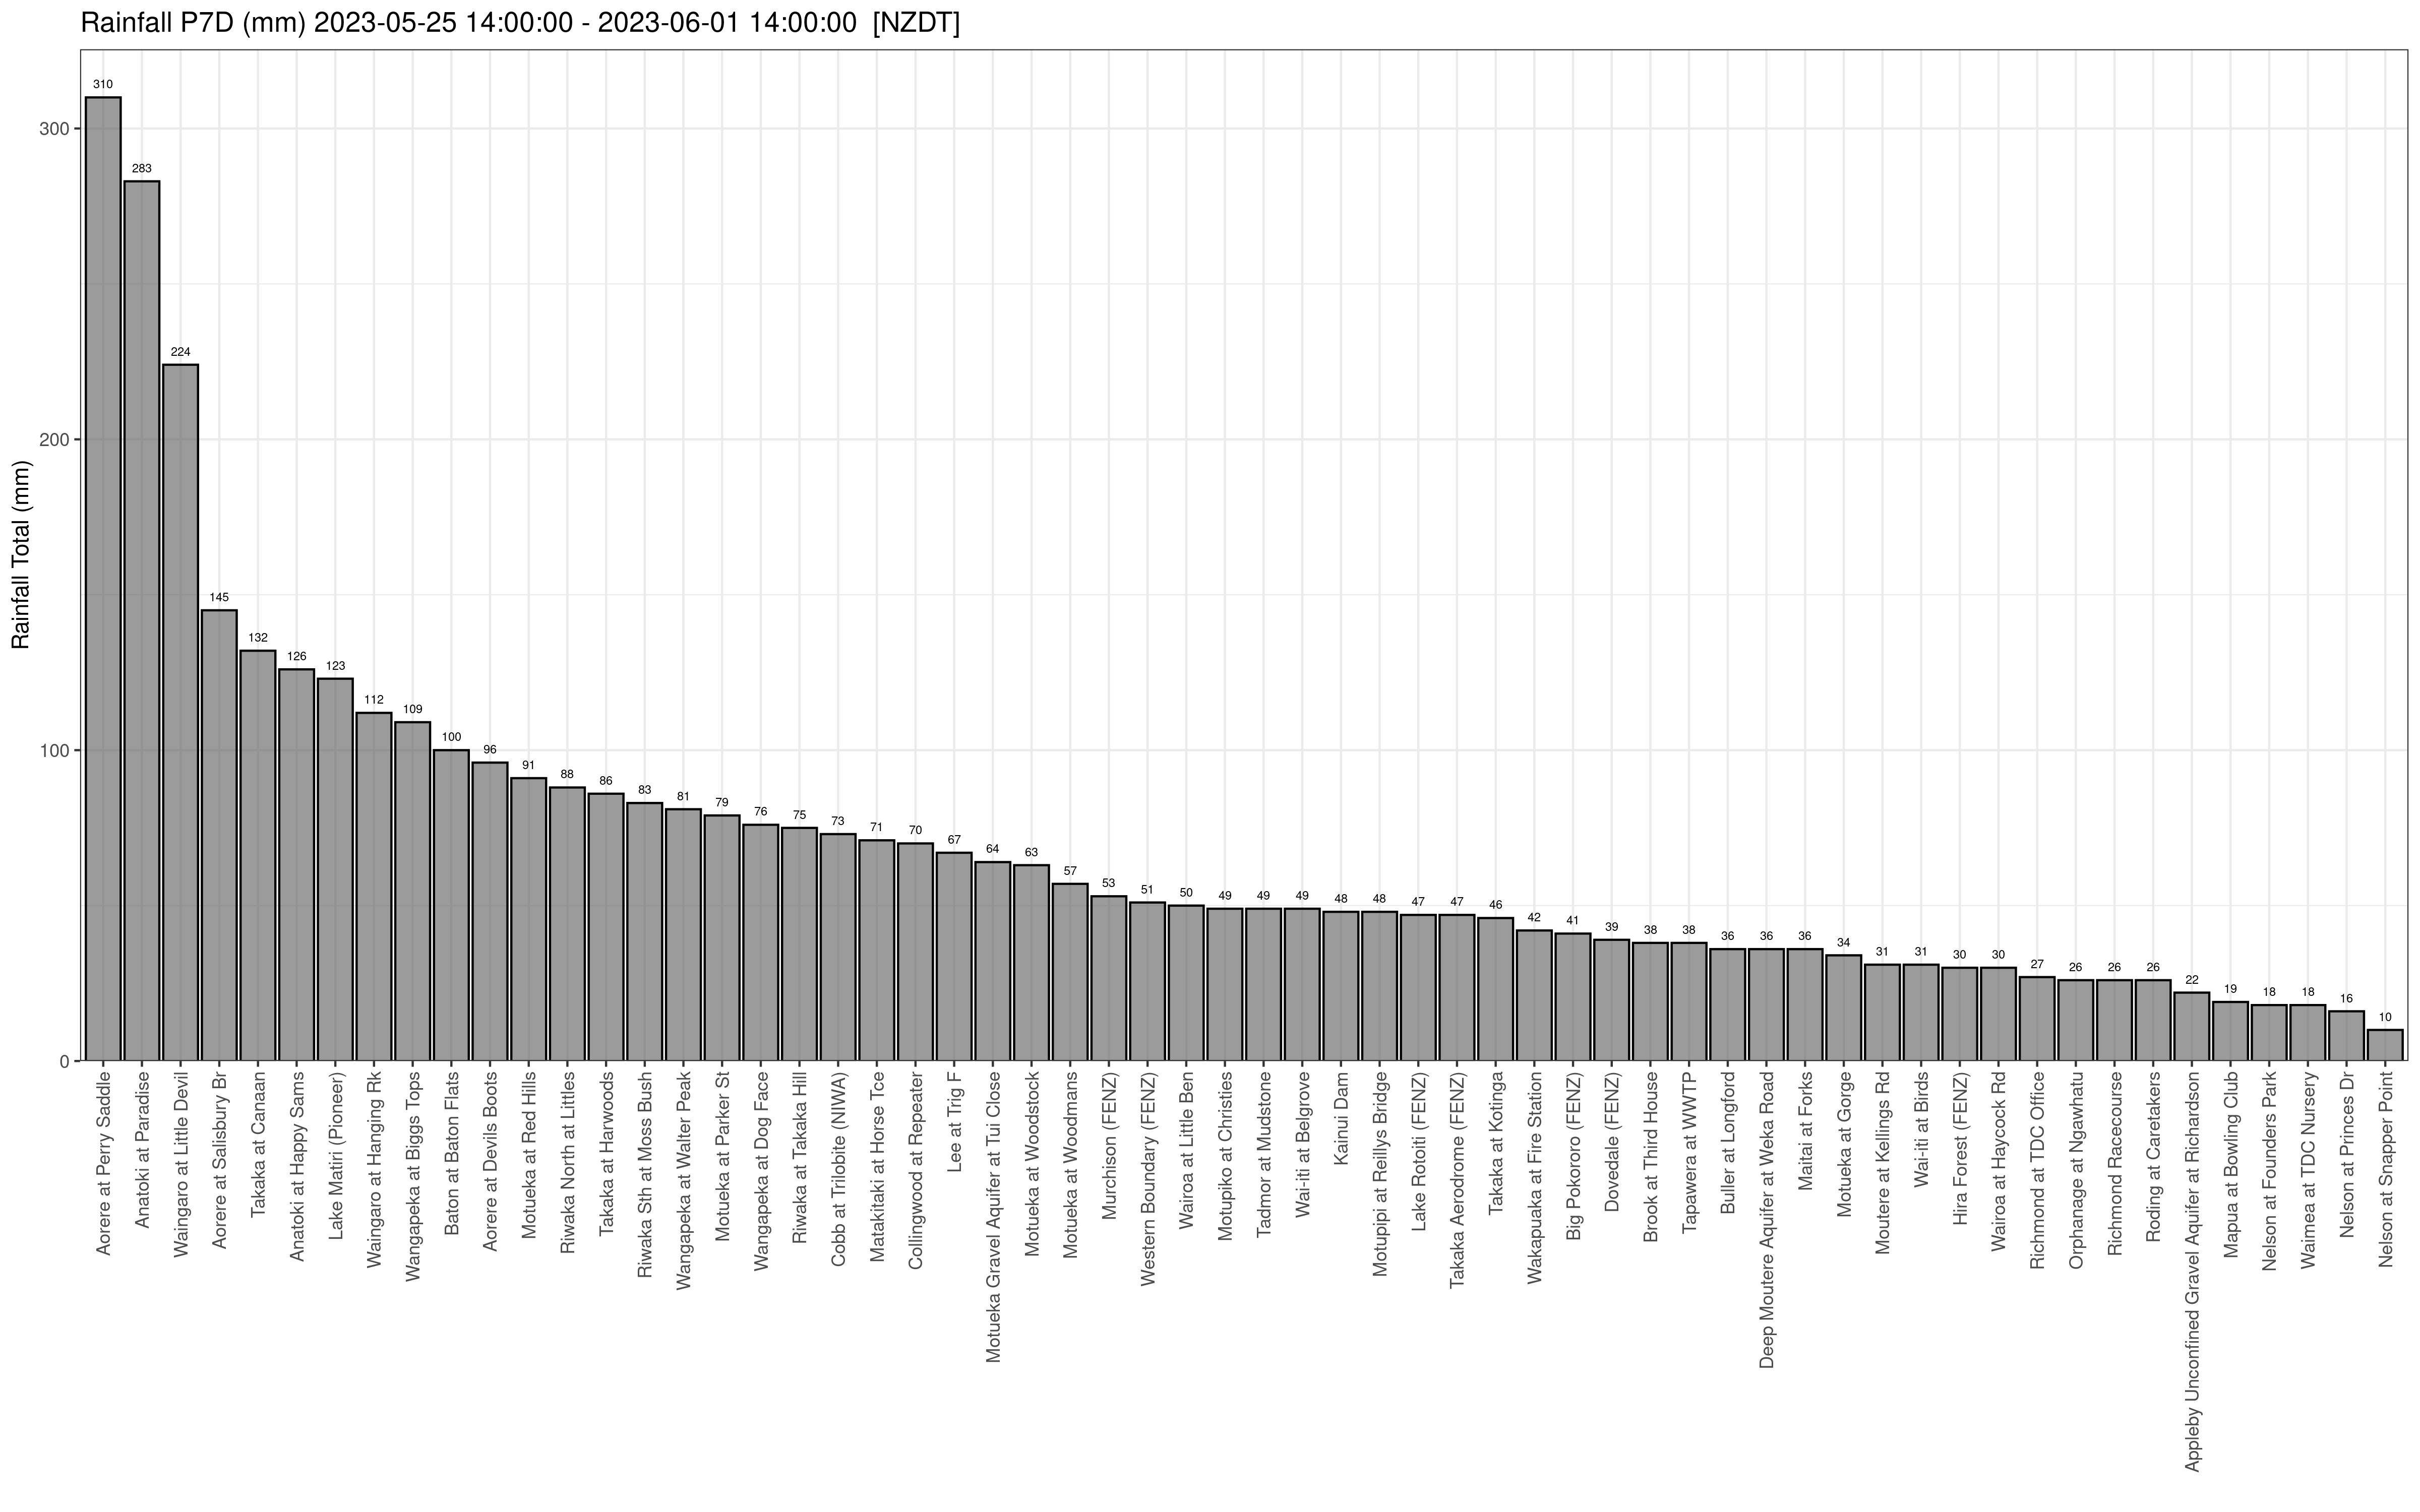 Rainfall P7D (mm) 2023-05-25 14:00:00 - 2023-06-01 14:00:00 [NZDT]
Rainfall Total (mm)
300
200
100
0
310
283
224
145
132
126
123
112
109
100
96
91
88
86
83
81
79
76
75
73
71
70
67
64
63
57
53
51
50
49
49
49
48
48
47
47
46
42
41
39
38
38
36
36
36
34
31
31
30
30
27
26
26
26
22
19
18
18
16
10
Aorere at Perry Saddle
Anatoki at Paradise
Waingaro at Little Devil
Aorere at Salisbury Br
Takaka at Canaan
Anatoki at Happy Sams
Lake Matiri (Pioneer)
Waingaro at Hanging Rk
Wangapeka at Biggs Tops
Baton at Baton Flats
Aorere at Devils Boots
Motueka at Red Hills
Riwaka North at Littles
Takaka at Harwoods
Riwaka Sth at Moss Bush
Wangapeka at Walter Peak
Motueka at Parker St
Wangapeka at Dog Face
Riwaka at Takaka Hill
Cobb at Trilobite (NIWA)
Matakitaki at Horse Tce
Collingwood at Repeater
Lee at Trig F
Motueka Gravel Aquifer at Tui Close
Motueka at Woodstock
Motueka at Woodmans
Murchison (FENZ)
Western Boundary (FENZ)
Wairoa at Little Ben
Motupiko at Christies
Tadmor at Mudstone
Wai-iti at Belgrove
Kainui Dam
Motupipi at Reillys Bridge
Lake Rotoiti (FENZ)
Takaka Aerodrome (FENZ)
Takaka at Kotinga
Wakapuaka at Fire Station
Big Pokororo (FENZ)
Dovedale (FENZ)
Brook at Third House
Tapawera at WWTP
Buller at Longford
Deep Moutere Aquifer at Weka Road
Maitai at Forks
Motueka at Gorge
Moutere at Kellings Rd
Wai-iti at Birds
Hira Forest (FENZ)
Wairoa at Haycock Rd
Richmond at TDC Office
Orphanage at Ngawhatu
Richmond Racecourse
Roding at Caretakers
Appleby Unconfined Gravel Aquifer at Richardson
Mapua at Bowling Club
Nelson at Founders Park
Waimea at TDC Nursery
Nelson at Princes Dr
Nelson at Snapper Point